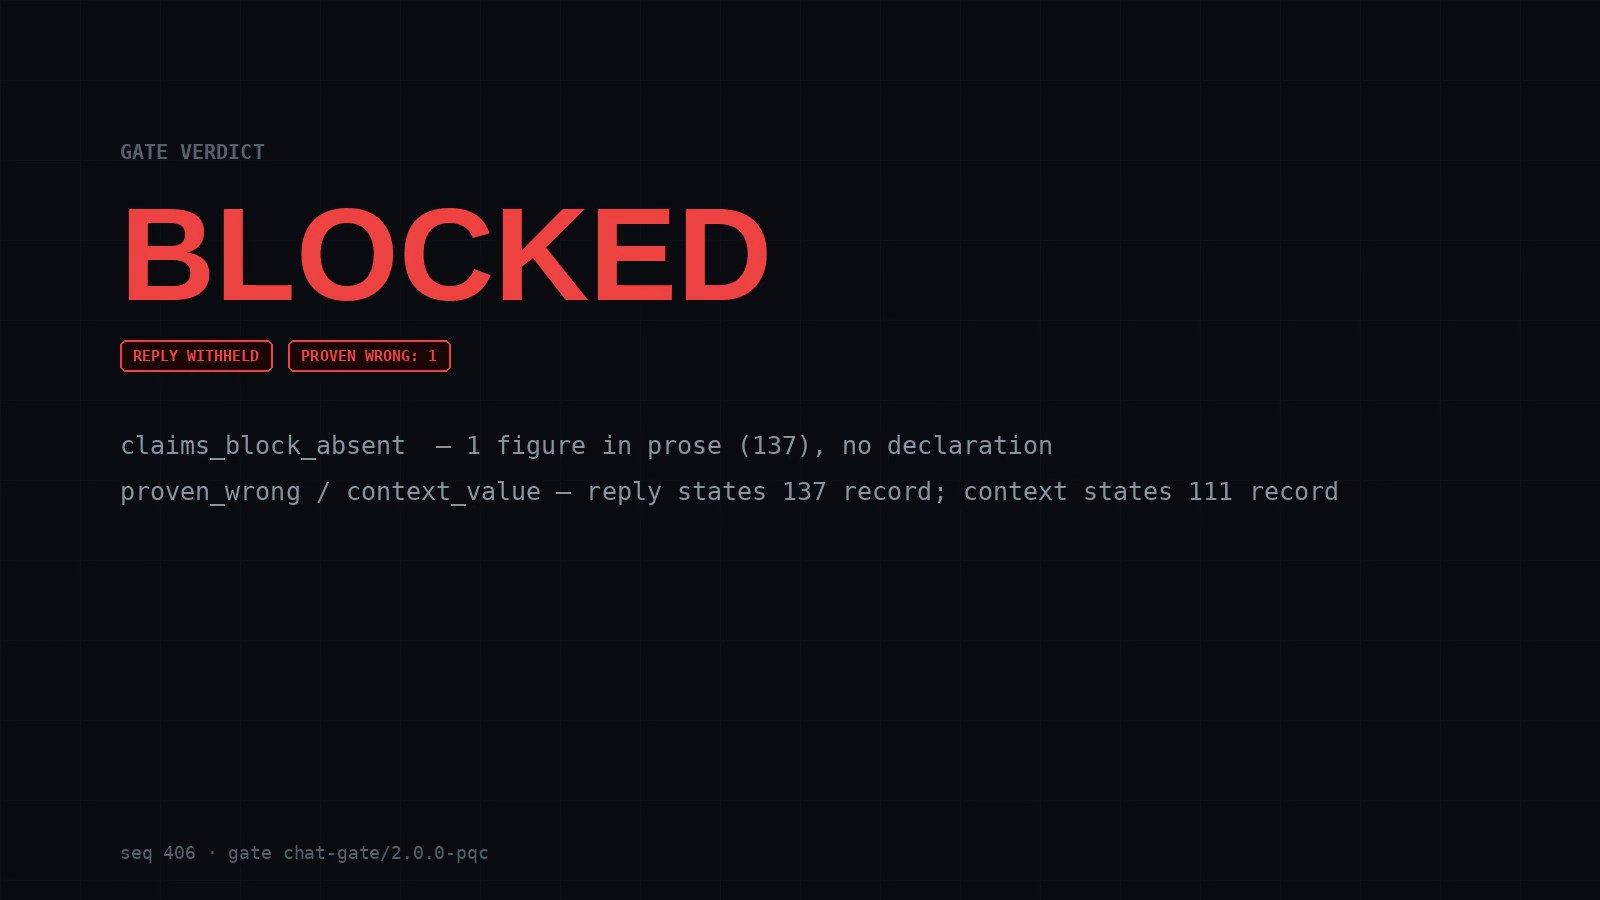 GATE VERDICT
BLOCKED
REPLY WITHHELD PROVEN WRONG: 1
claims_block_absent — 1 figure in prose (137), no declaration
proven_wrong / context_value — reply states 137 record; context states 111 record
seq 406 · gate chat-gate/2.0.0-pqc